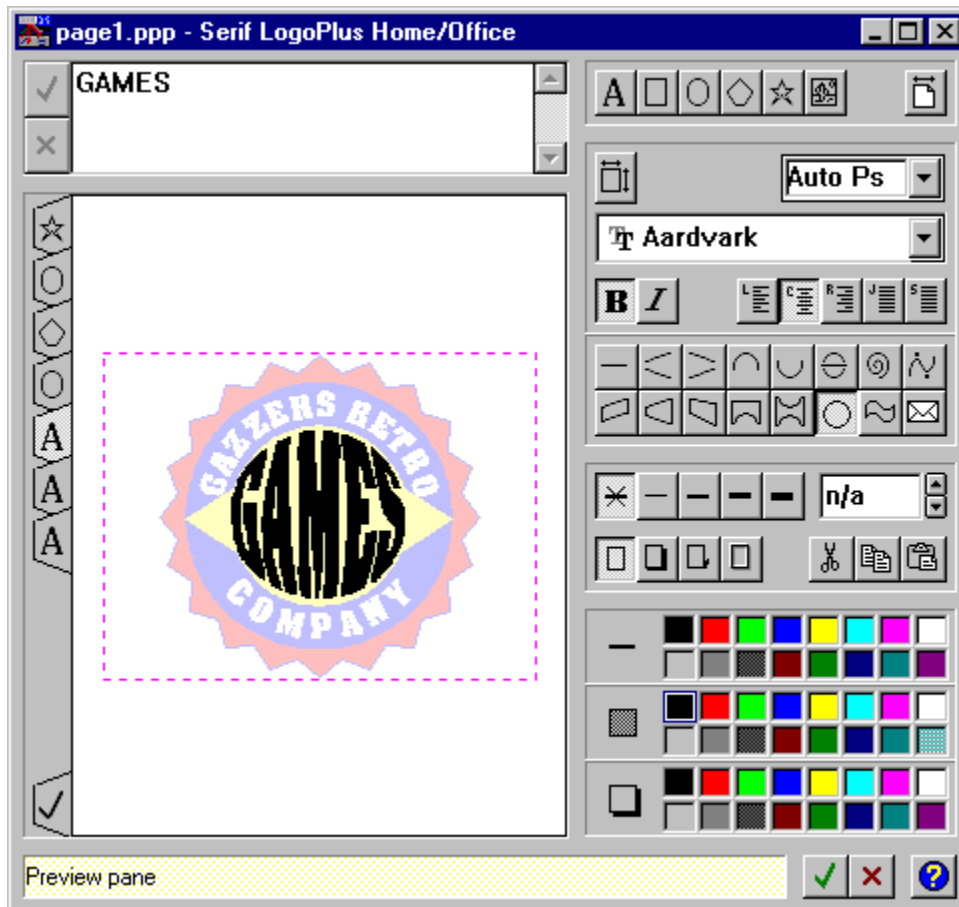 page1.ppp - Serif LogoPlus Home/Office
GAMES
A
Auto Ps
Aardvark
B I
L C R J S
GAZZERS RETRO
GAMES
COMPANY
A
A
A
n/a
Preview pane
?